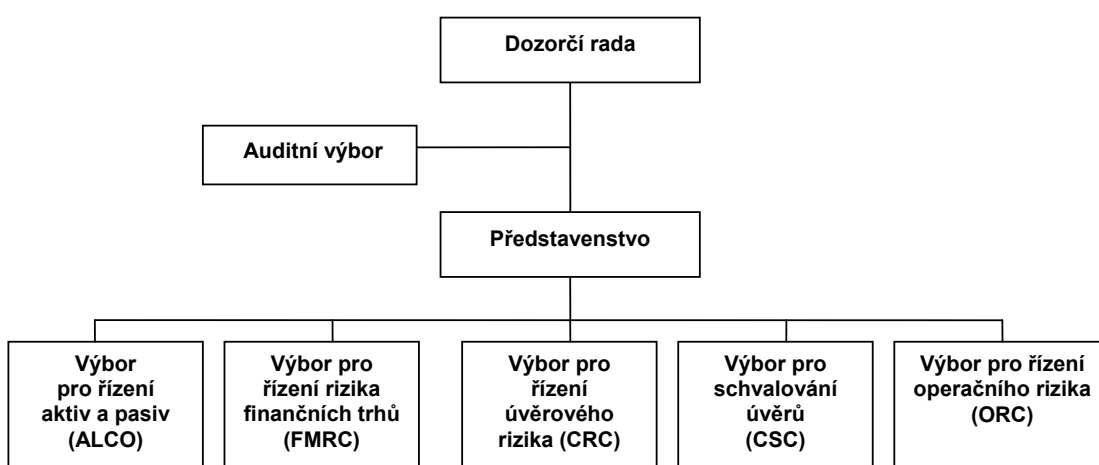 Dozorčí rada
Auditní výbor
Představenstvo
Výbor
pro řízení
aktiv a pasiv
(ALCO)
Výbor pro
řízení rizika
finančních trhů
(FMRC)
Výbor pro
řízení
úvěrového
rizika (CRC)
Výbor pro
schvalování
úvěrů
(CSC)
Výbor pro řízení
operačního rizika
(ORC)